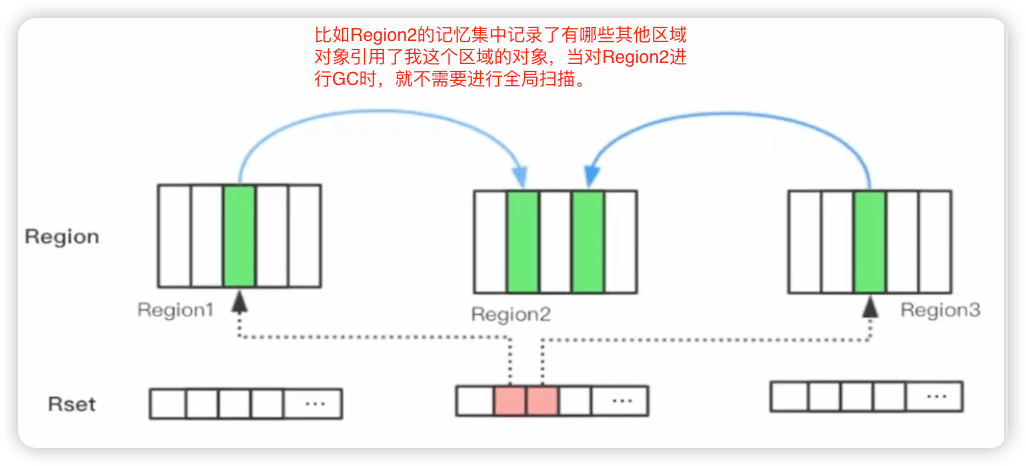 比如Region2的记忆集中记录了有哪些其他区域
对象引用了我这个区域的对象，当对Region2进
行GC时，就不需要进行全局扫描。
Region
Region1
Region2
Region3
Rset
...
...
...